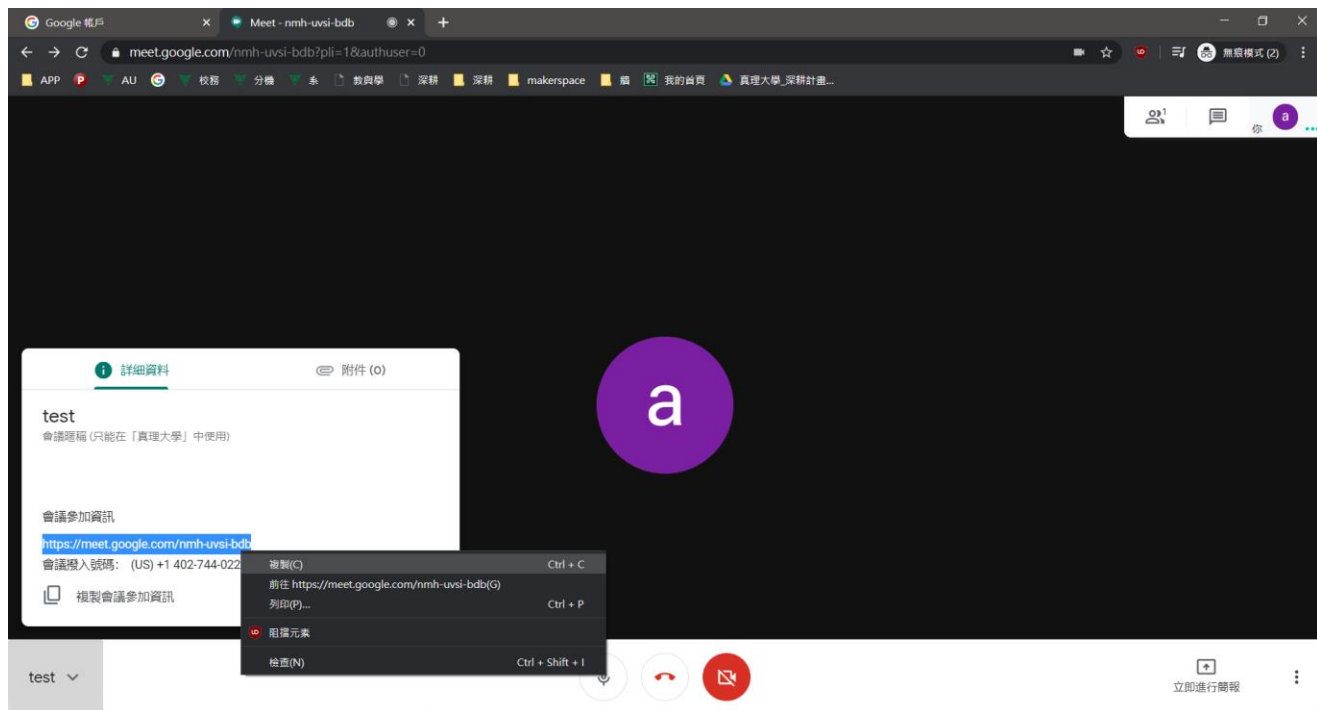 Google 帳戶
Meet - nmh-uvsi-bdb
meet.google.com/nmh-uvsi-bdb?pli=1&authuser=0
無痕模式 (2)
APP
AU
校務
分機
系
教與學
深耕
深耕
makerspace
貓
我的首頁
真理大學_深耕計畫...
1
你
a
詳細資料
附件 (0)
test
會議暱稱 (只能在「真理大學」中使用)
a
會議參加資訊
https://meet.google.com/nmh-uvsi-bdb
會議撥入號碼： (US) +1 402-744-022
複製會議參加資訊
複製(C) Ctrl + C
前往 https://meet.google.com/nmh-uvsi-bdb(G)
列印(P)... Ctrl + P
阻擋元素
檢查(N) Ctrl + Shift + I
test
立即進行簡報